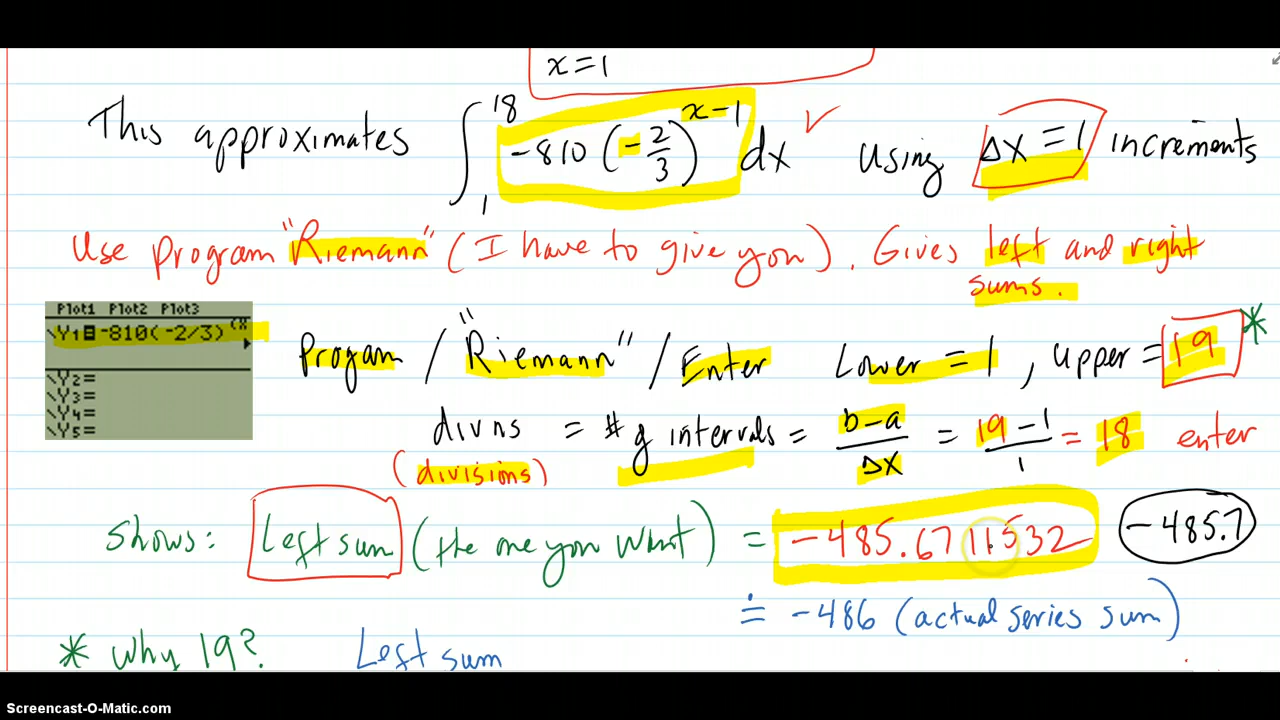 x=1
This approximates ∫₁¹⁸ -810(-2/3)^(x-1) dx ✓ using Δx=1 increments
Use program "Riemann" (I have to give you). Gives left and right
sums.
Plot1 Plot2 Plot3
\Y1=-810(-2/3)^(X
\Y2=
\Y3=
\Y4=
\Y5=
Progam / "Riemann" / Enter Lower = 1, upper = 19 *
divns = # of intervals = (b-a)/Δx = (19-1)/1 = 18 enter
(divisions)
Shows: Left sum (the one you want) = -485.6711532 -485.7
≐ -486 (actual series sum)
* Why 19? Left sum
Screencast-O-Matic.com